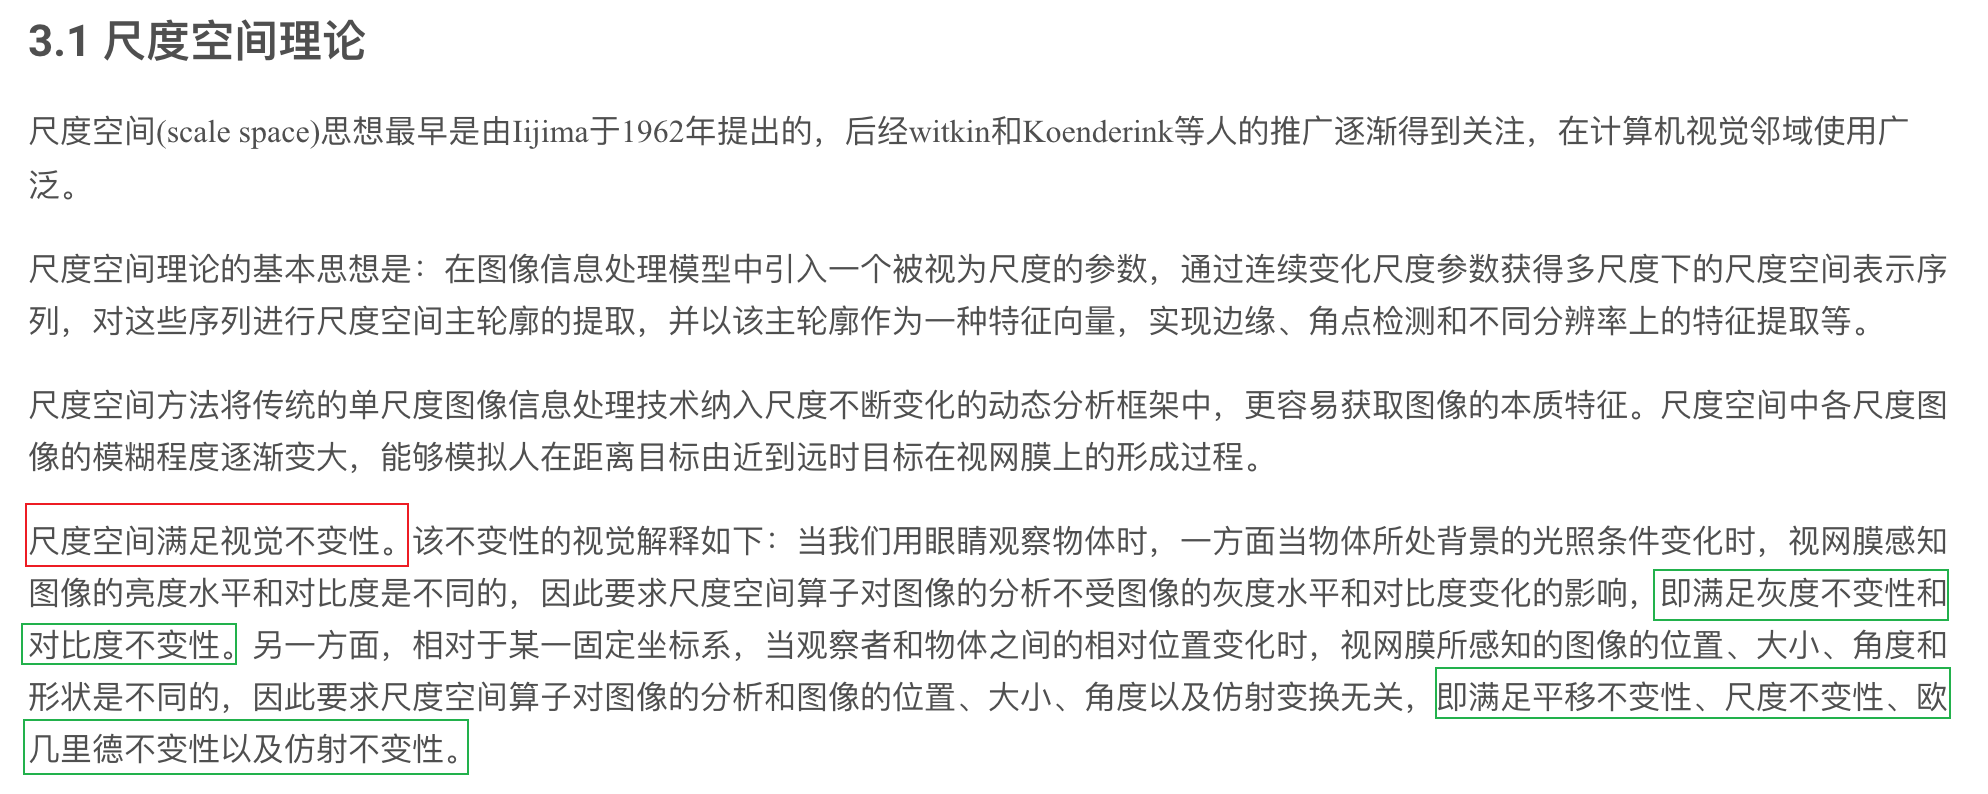 3.1 尺度空间理论
尺度空间(scale space)思想最早是由Iijima于1962年提出的，后经witkin和Koenderink等人的推广逐渐得到关注，在计算机视觉邻域使用广
泛。
尺度空间理论的基本思想是：在图像信息处理模型中引入一个被视为尺度的参数，通过连续变化尺度参数获得多尺度下的尺度空间表示序
列，对这些序列进行尺度空间主轮廓的提取，并以该主轮廓作为一种特征向量，实现边缘、角点检测和不同分辨率上的特征提取等。
尺度空间方法将传统的单尺度图像信息处理技术纳入尺度不断变化的动态分析框架中，更容易获取图像的本质特征。尺度空间中各尺度图
像的模糊程度逐渐变大，能够模拟人在距离目标由近到远时目标在视网膜上的形成过程。
尺度空间满足视觉不变性。该不变性的视觉解释如下：当我们用眼睛观察物体时，一方面当物体所处背景的光照条件变化时，视网膜感知
图像的亮度水平和对比度是不同的，因此要求尺度空间算子对图像的分析不受图像的灰度水平和对比度变化的影响，即满足灰度不变性和
对比度不变性。另一方面，相对于某一固定坐标系，当观察者和物体之间的相对位置变化时，视网膜所感知的图像的位置、大小、角度和
形状是不同的，因此要求尺度空间算子对图像的分析和图像的位置、大小、角度以及仿射变换无关，即满足平移不变性、尺度不变性、欧
几里德不变性以及仿射不变性。